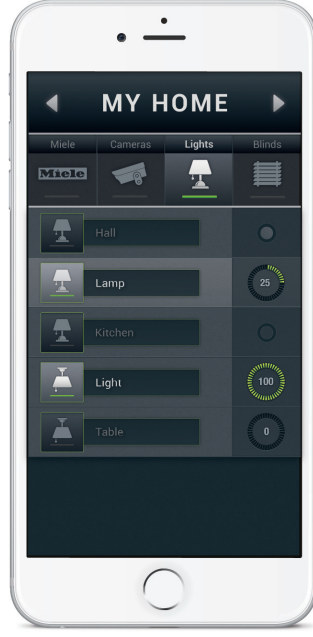 MY HOME
Miele Cameras Lights Blinds
Miele
Hall
Lamp 25
Kitchen
Light 100
Table 0